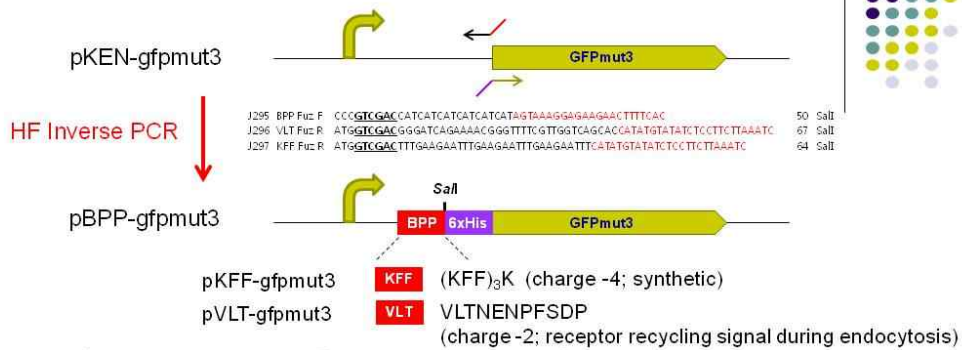 pKEN-gfpmut3
GFPmut3
HF Inverse PCR
J295 BPP Fuz F CCCGTCGACCATCATCATCATCATCATAGTAAAGGAGAAGAACTTTTCAC 50 SalI
J296 VLT Fuz R ATGGTCGACGGGATCAGAAAACGGGTTTTCGTTGGTCAGCACCATATGTATATCTCCTTCTTAAATC 67 SalI
J297 KFF Fuz R ATGGTCGACTTTGAAGAATTTGAAGAATTTGAAGAATTTCATATGTATATCTCCTTCTTAAATC 64 SalI
SalI
pBPP-gfpmut3
BPP 6xHis GFPmut3
pKFF-gfpmut3 KFF (KFF)3K (charge -4; synthetic)
pVLT-gfpmut3 VLT VLTNENPFSDP
(charge -2; receptor recycling signal during endocytosis)